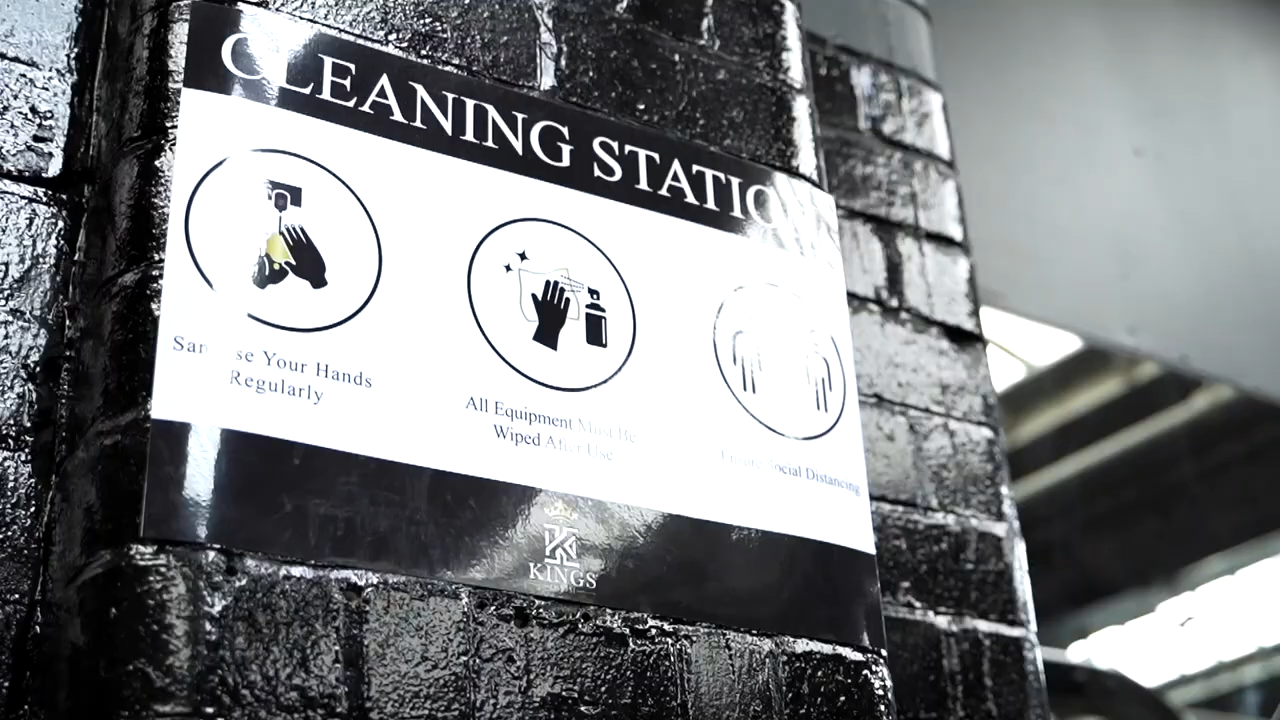 CLEANING STATION
Sanitise Your Hands
Regularly
All Equipment Must Be
Wiped After Use
Ensure Social Distancing
KINGS